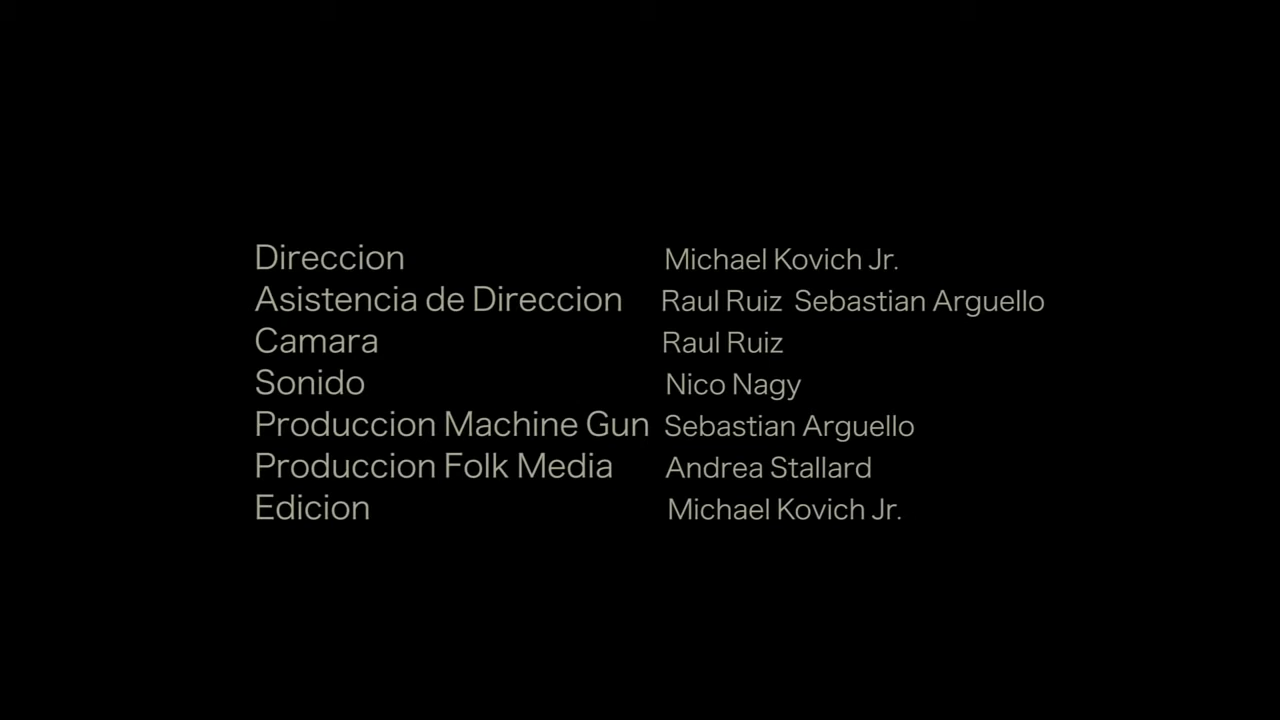 Direccion Michael Kovich Jr.
Asistencia de Direccion Raul Ruiz Sebastian Arguello
Camara Raul Ruiz
Sonido Nico Nagy
Produccion Machine Gun Sebastian Arguello
Produccion Folk Media Andrea Stallard
Edicion Michael Kovich Jr.